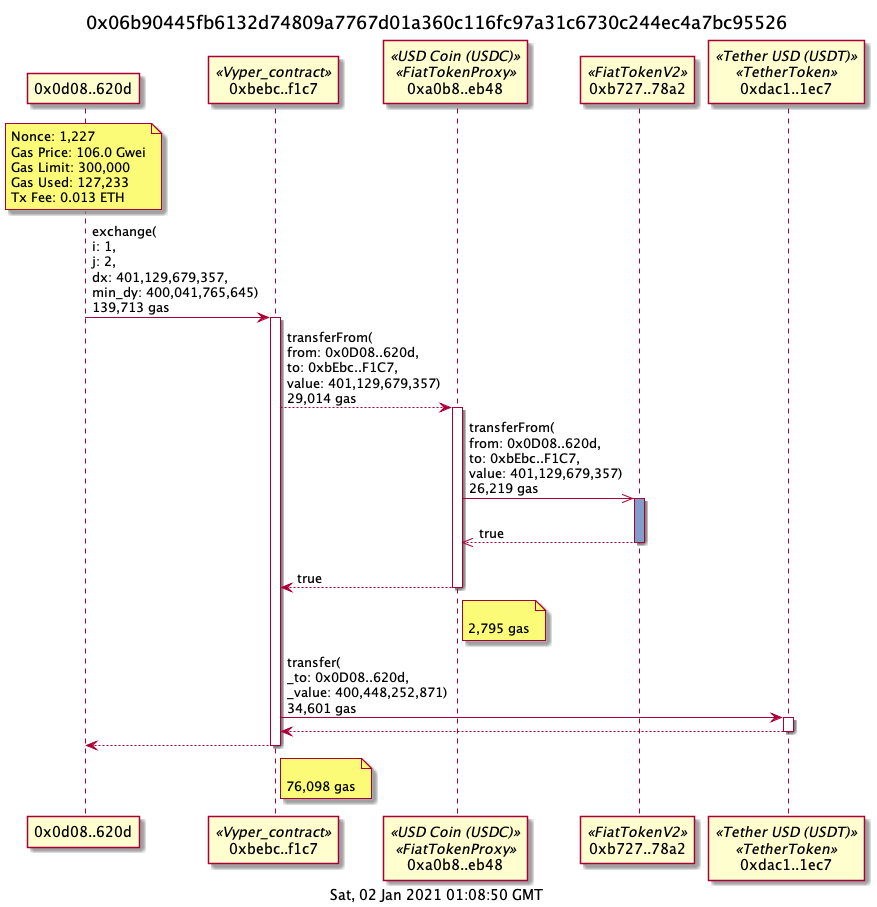 0x06b90445fb6132d74809a7767d01a360c116fc97a31c6730c244ec4a7bc95526
0x0d08..620d
«Vyper_contract»
0xbebc..f1c7
«USD Coin (USDC)»
«FiatTokenProxy»
0xa0b8..eb48
«FiatTokenV2»
0xb727..78a2
«Tether USD (USDT)»
«TetherToken»
0xdac1..1ec7
Nonce: 1,227
Gas Price: 106.0 Gwei
Gas Limit: 300,000
Gas Used: 127,233
Tx Fee: 0.013 ETH
exchange(
i: 1,
j: 2,
dx: 401,129,679,357,
min_dy: 400,041,765,645)
139,713 gas
transferFrom(
from: 0x0D08..620d,
to: 0xbEbc..F1C7,
value: 401,129,679,357)
29,014 gas
transferFrom(
from: 0x0D08..620d,
to: 0xbEbc..F1C7,
value: 401,129,679,357)
26,219 gas
true
true
2,795 gas
transfer(
_to: 0x0D08..620d,
_value: 400,448,252,871)
34,601 gas
76,098 gas
0x0d08..620d
«Vyper_contract»
0xbebc..f1c7
«USD Coin (USDC)»
«FiatTokenProxy»
0xa0b8..eb48
«FiatTokenV2»
0xb727..78a2
«Tether USD (USDT)»
«TetherToken»
0xdac1..1ec7
Sat, 02 Jan 2021 01:08:50 GMT